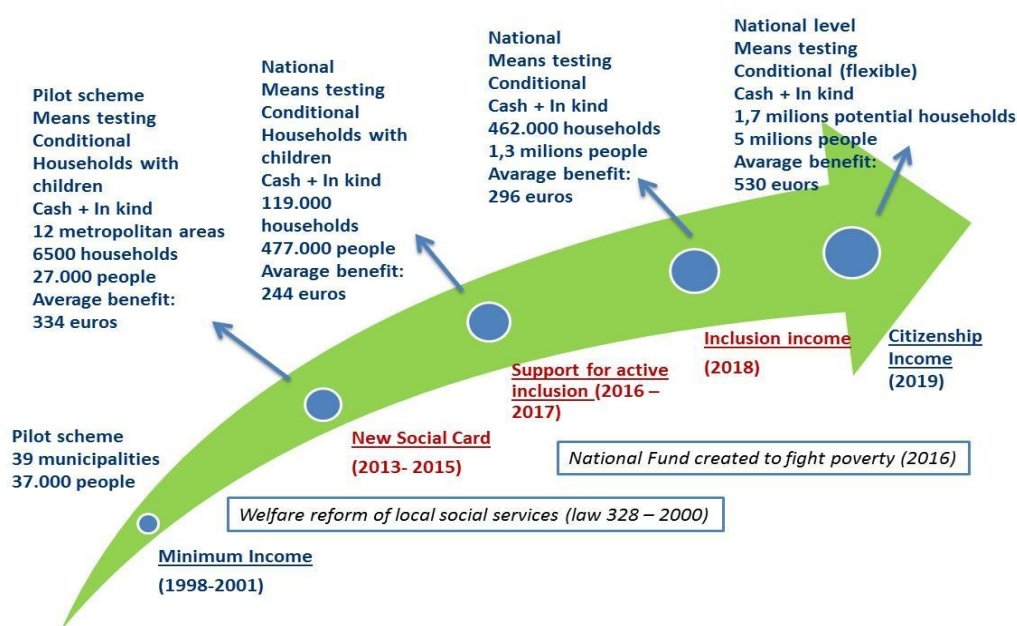 Pilot scheme
39 municipalities
37.000 people
Minimum Income
(1998-2001)
Welfare reform of local social services (law 328 – 2000)
Pilot scheme
Means testing
Conditional
Households with
children
Cash + In kind
12 metropolitan areas
6500 households
27.000 people
Average benefit:
334 euros
New Social Card
(2013- 2015)
National
Means testing
Conditional
Households with
children
Cash + In kind
119.000
households
477.000 people
Avarage benefit:
244 euros
Support for active
inclusion (2016 –
2017)
National Fund created to fight poverty (2016)
National
Means testing
Conditional
Cash + In kind
462.000 households
1,3 milions people
Avarage benefit:
296 euros
Inclusion income
(2018)
National level
Means testing
Conditional (flexible)
Cash + In kind
1,7 milions potential households
5 milions people
Avarage benefit:
530 euors
Citizenship
Income
(2019)